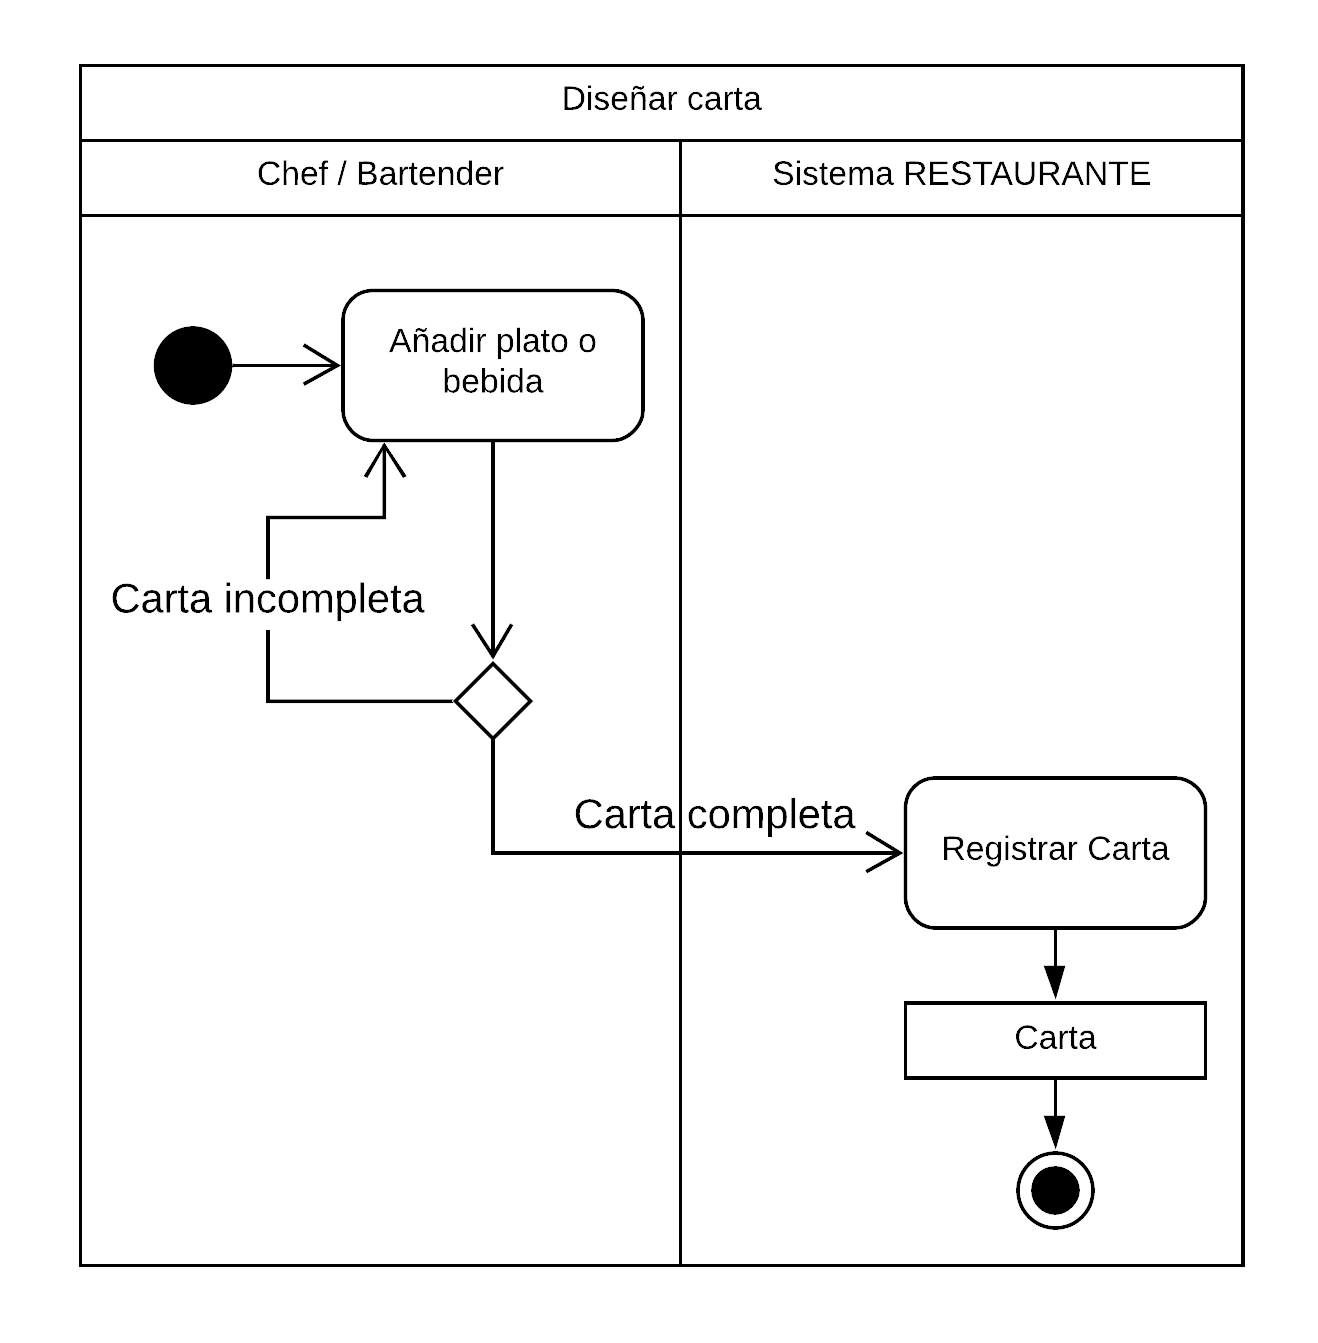 Diseñar carta
Chef / Bartender
Sistema RESTAURANTE
Añadir plato o
bebida
Carta incompleta
Carta completa
Registrar Carta
Carta